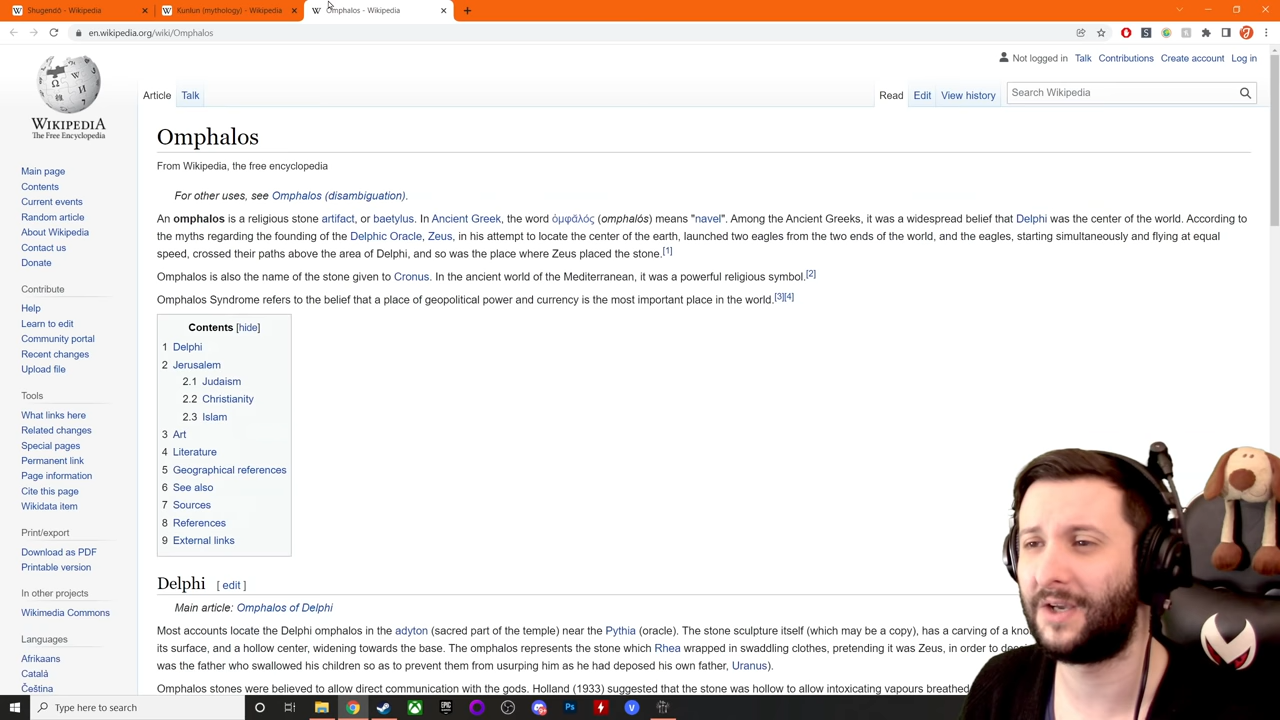 Shugendō - Wikipedia
Kunlun (mythology) - Wikipedia
Omphalos - Wikipedia
en.wikipedia.org/wiki/Omphalos
Not logged in Talk Contributions Create account Log in
Article Talk
Read Edit View history
Search Wikipedia
WIKIPEDIA
The Free Encyclopedia
Main page
Contents
Current events
Random article
About Wikipedia
Contact us
Donate
Contribute
Help
Learn to edit
Community portal
Recent changes
Upload file
Tools
What links here
Related changes
Special pages
Permanent link
Page information
Cite this page
Wikidata item
Print/export
Download as PDF
Printable version
In other projects
Wikimedia Commons
Languages
Afrikaans
Català
Čeština
Omphalos
From Wikipedia, the free encyclopedia
For other uses, see Omphalos (disambiguation).
An omphalos is a religious stone artifact, or baetylus. In Ancient Greek, the word ὀμφᾰλός (omphalós) means "navel". Among the Ancient Greeks, it was a widespread belief that Delphi was the center of the world. According to
the myths regarding the founding of the Delphic Oracle, Zeus, in his attempt to locate the center of the earth, launched two eagles from the two ends of the world, and the eagles, starting simultaneously and flying at equal
speed, crossed their paths above the area of Delphi, and so was the place where Zeus placed the stone.[1]
Omphalos is also the name of the stone given to Cronus. In the ancient world of the Mediterranean, it was a powerful religious symbol.[2]
Omphalos Syndrome refers to the belief that a place of geopolitical power and currency is the most important place in the world.[3][4]
Contents [hide]
1 Delphi
2 Jerusalem
2.1 Judaism
2.2 Christianity
2.3 Islam
3 Art
4 Literature
5 Geographical references
6 See also
7 Sources
8 References
9 External links
Delphi [ edit ]
Main article: Omphalos of Delphi
Most accounts locate the Delphi omphalos in the adyton (sacred part of the temple) near the Pythia (oracle). The stone sculpture itself (which may be a copy), has a carving of a
its surface, and a hollow center, widening towards the base. The omphalos represents the stone which Rhea wrapped in swaddling clothes, pretending it was Zeus, in order to
was the father who swallowed his children so as to prevent them from usurping him as he had deposed his own father, Uranus).
Omphalos stones were believed to allow direct communication with the gods. Holland (1933) suggested that the stone was hollow to allow intoxicating vapours breathed
Type here to search